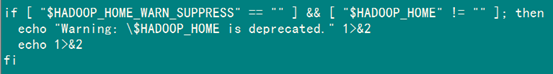 if [ "$HADOOP_HOME_WARN_SUPPRESS" == "" ] && [ "$HADOOP_HOME" != "" ]; then
  echo "Warning: \$HADOOP_HOME is deprecated." 1>&2
  echo 1>&2
fi